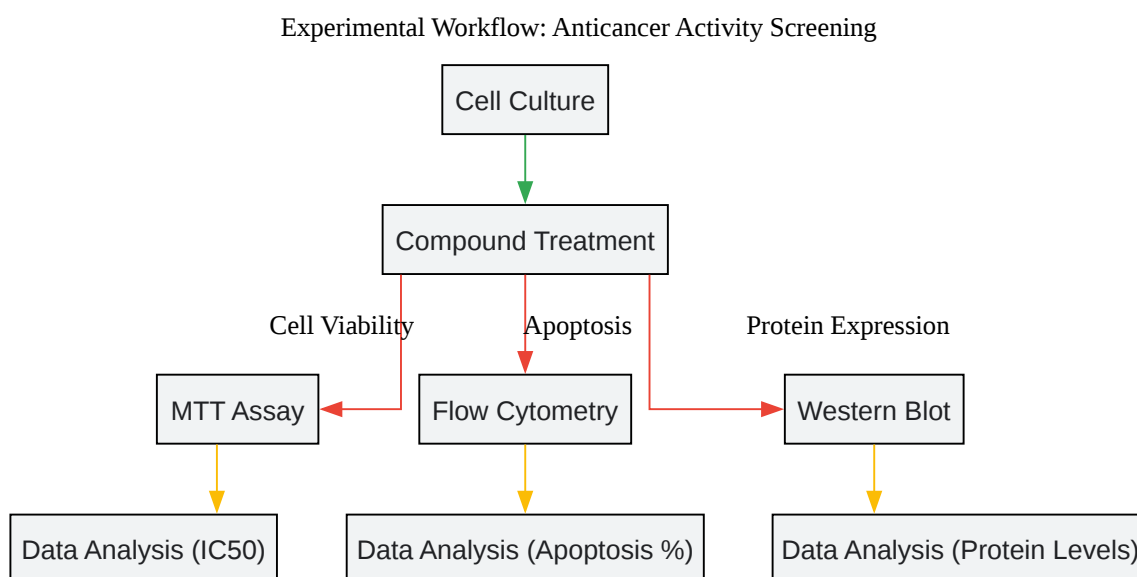 Experimental Workflow: Anticancer Activity Screening
Cell Culture
Compound Treatment
Cell Viability
Apoptosis
Protein Expression
MTT Assay
Flow Cytometry
Western Blot
Data Analysis (IC50)
Data Analysis (Apoptosis %)
Data Analysis (Protein Levels)